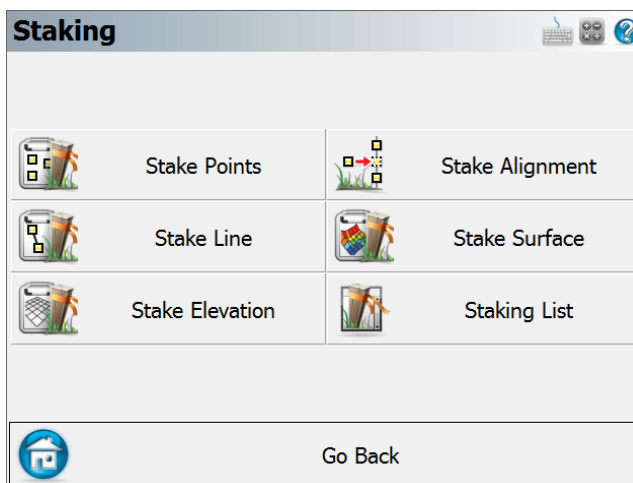 Staking
Stake Points
Stake Alignment
Stake Line
Stake Surface
Stake Elevation
Staking List
Go Back